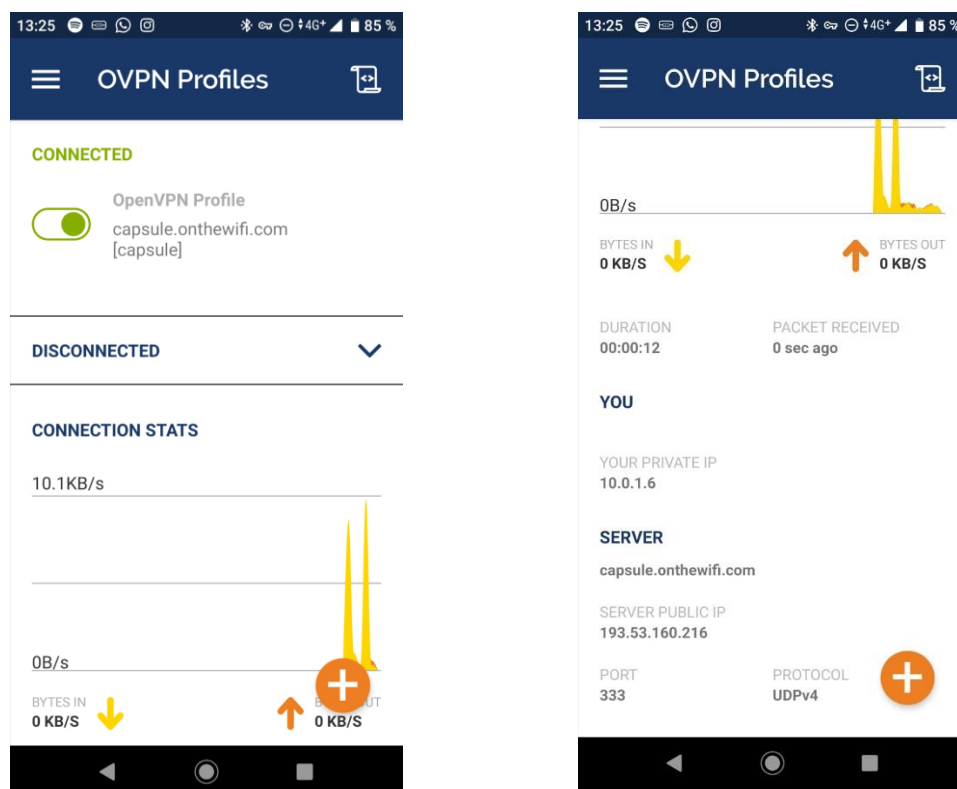 13:25 4G+ 85 %
OVPN Profiles
CONNECTED
OpenVPN Profile
capsule.onthewifi.com
[capsule]
DISCONNECTED
CONNECTION STATS
10.1KB/s
0B/s
BYTES IN
0 KB/S
0 KB/S
13:25 4G+ 85 %
OVPN Profiles
0B/s
BYTES IN BYTES OUT
0 KB/S 0 KB/S
DURATION PACKET RECEIVED
00:00:12 0 sec ago
YOU
YOUR PRIVATE IP
10.0.1.6
SERVER
capsule.onthewifi.com
SERVER PUBLIC IP
193.53.160.216
PORT PROTOCOL
333 UDPv4